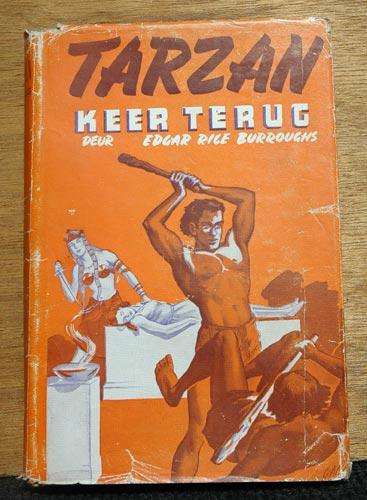 TARZAN
KEER TERUG
DEUR EDGAR RICE BURROUGHS